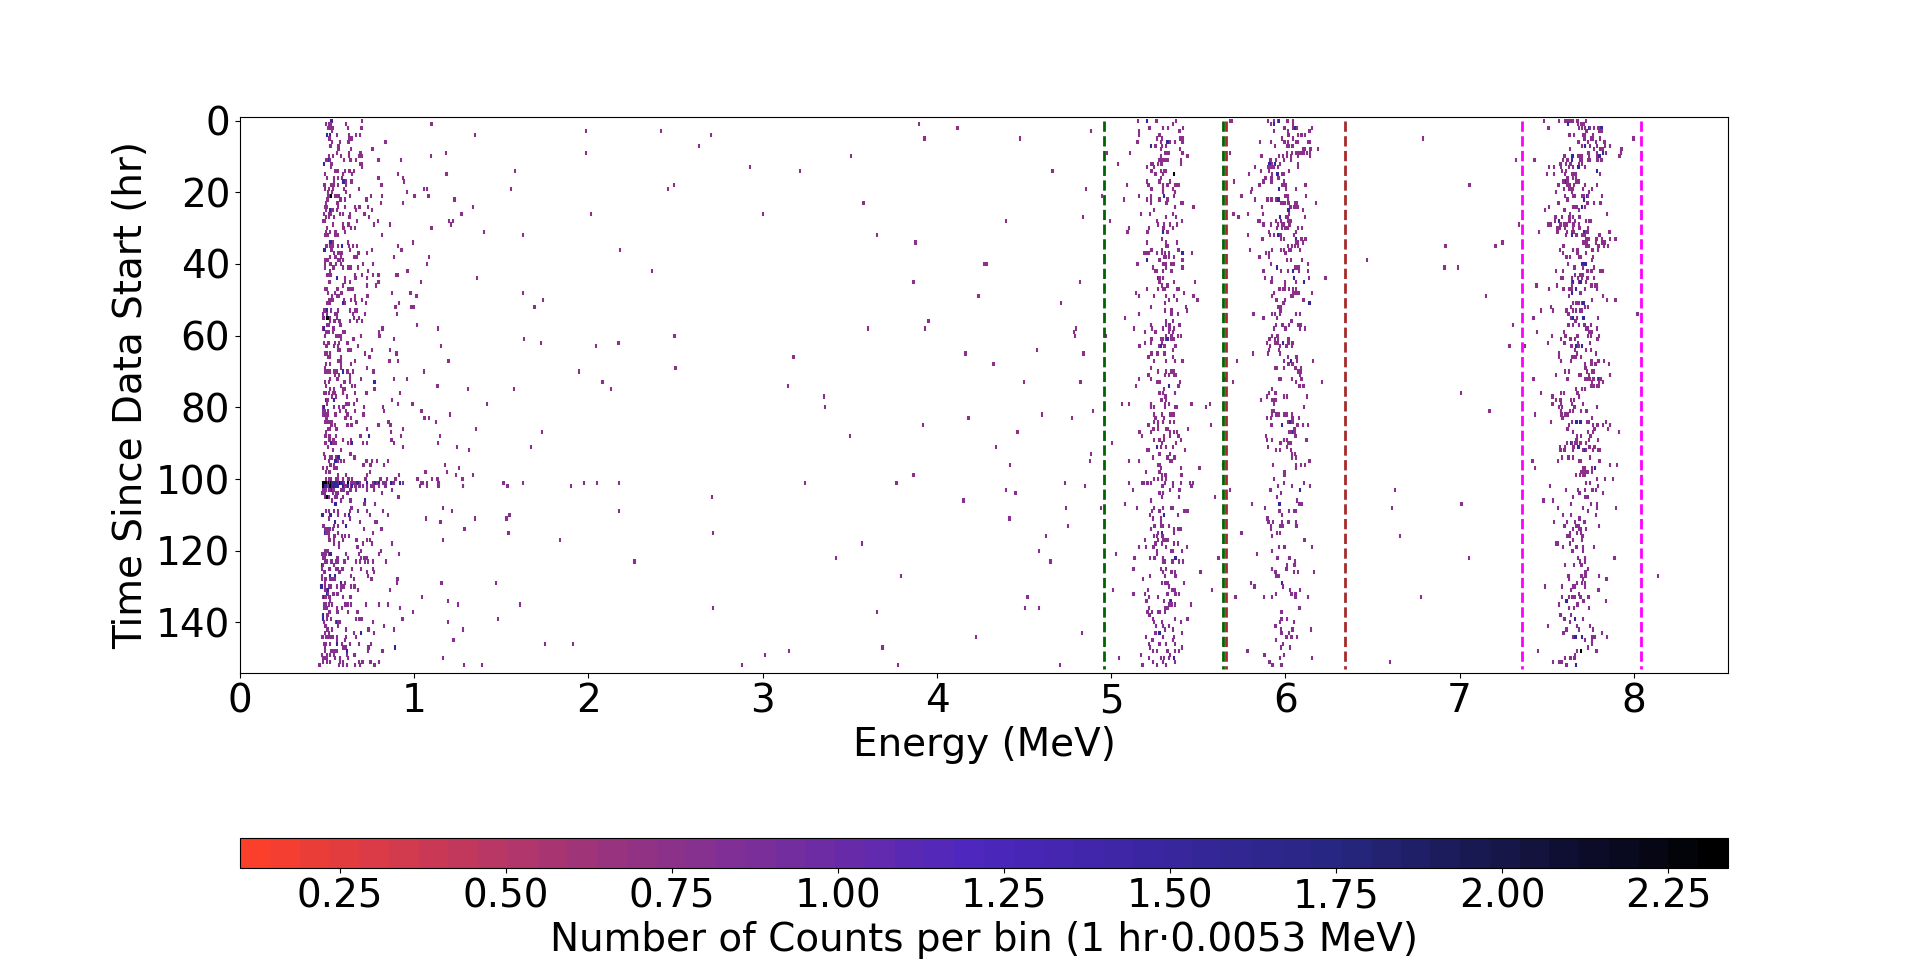 Time Since Data Start (hr)
0
20
40
60
80
100
120
140
0 1 2 3 4 5 6 7 8
Energy (MeV)
0.25 0.50 0.75 1.00 1.25 1.50 1.75 2.00 2.25
Number of Counts per bin (1 hr·0.0053 MeV)